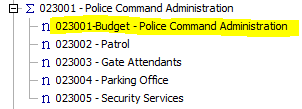 Σ 023001 - Police Command Administration
n 023001-Budget - Police Command Administration
n 023002 - Patrol
n 023003 - Gate Attendants
n 023004 - Parking Office
n 023005 - Security Services